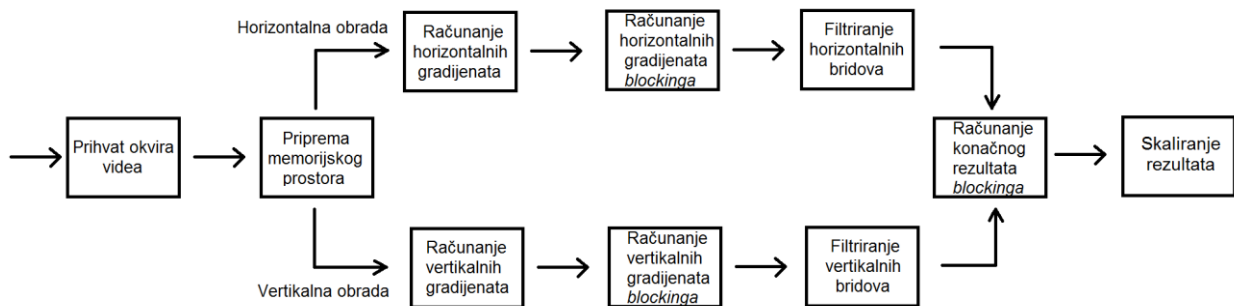 Horizontalna obrada
Računanje
horizontalnih
gradijenata
Računanje
horizontalnih
gradijenata
blockinga
Filtriranje
horizontalnih
bridova
Prihvat okvira
videa
Priprema
memorijskog
prostora
Računanje
konačnog
rezultata
blockinga
Skaliranje
rezultata
Vertikalna obrada
Računanje
vertikalnih
gradijenata
Računanje
vertikalnih
gradijenata
blockinga
Filtriranje
vertikalnih
bridova